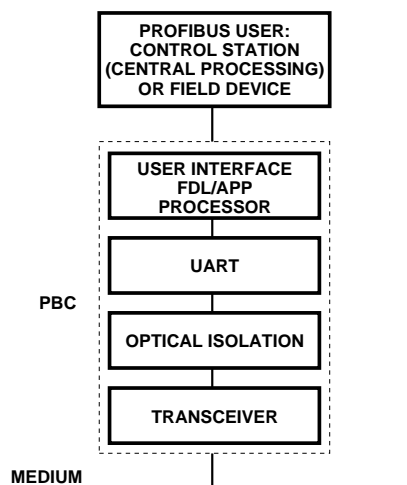 PROFIBUS USER:
CONTROL STATION
(CENTRAL PROCESSING)
OR FIELD DEVICE
USER INTERFACE
FDL/APP
PROCESSOR
UART
PBC
OPTICAL ISOLATION
TRANSCEIVER
MEDIUM